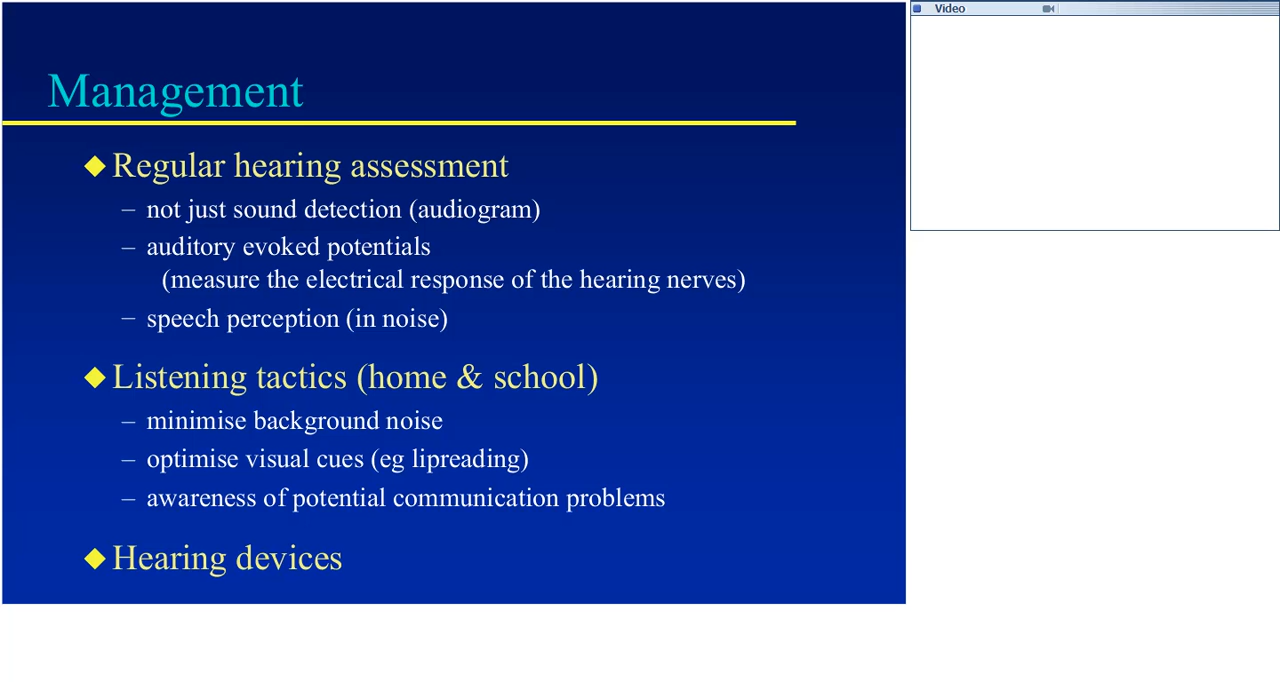 Management
Regular hearing assessment
– not just sound detection (audiogram)
– auditory evoked potentials
(measure the electrical response of the hearing nerves)
– speech perception (in noise)
Listening tactics (home & school)
– minimise background noise
– optimise visual cues (eg lipreading)
– awareness of potential communication problems
Hearing devices
Video